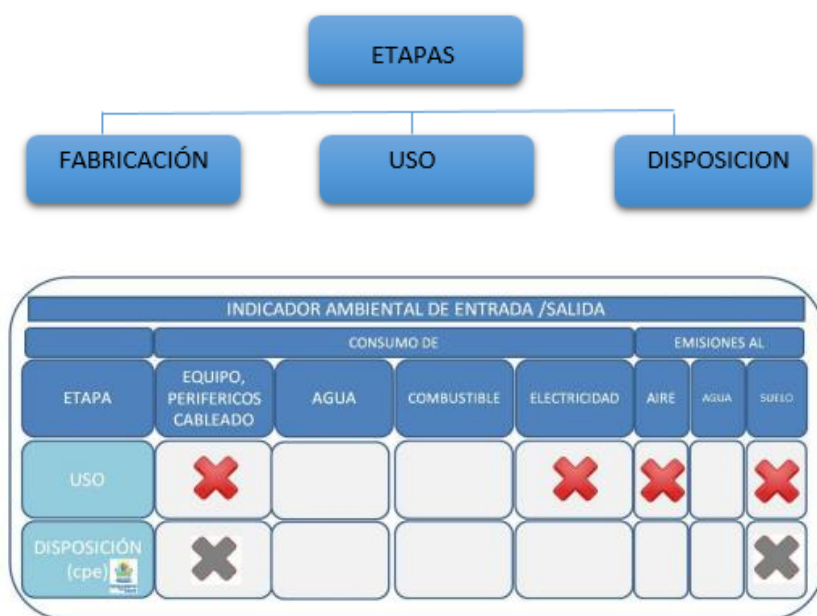 ETAPAS
FABRICACIÓN
USO
DISPOSICION
INDICADOR AMBIENTAL DE ENTRADA /SALIDA
CONSUMO DE
EMISIONES AL
ETAPA
EQUIPO,
PERIFERICOS
CABLEADO
AGUA
COMBUSTIBLE
ELECTRICIDAD
AIRE
AGUA
SUELO
USO
DISPOSICIÓN
(cpe)